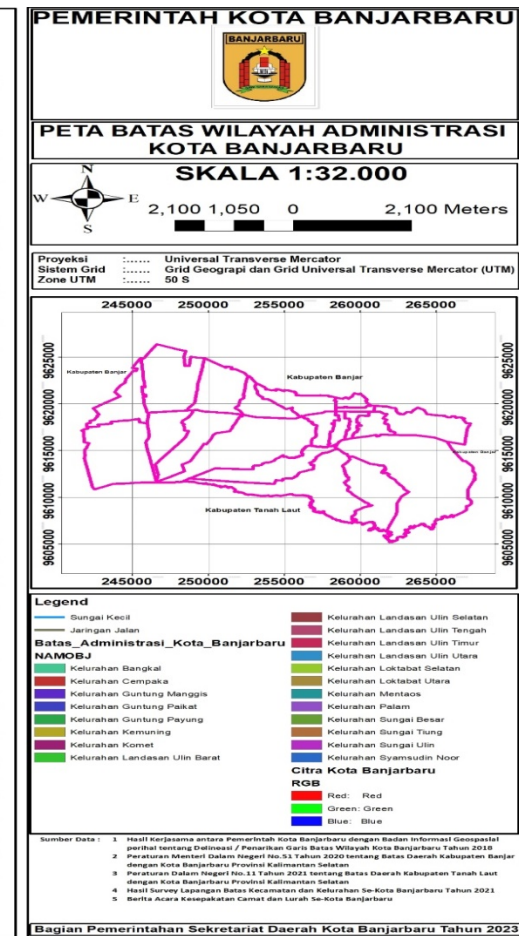 PEMERINTAH KOTA BANJARBARU
BANJARBARU
PETA BATAS WILAYAH ADMINISTRASI
KOTA BANJARBARU
N
W E
S
SKALA 1:32.000
2,100 1,050 0 2,100 Meters
Proyeksi :...... Universal Transverse Mercator
Sistem Grid :...... Grid Geograpi dan Grid Universal Transverse Mercator (UTM)
Zone UTM :...... 50 S
245000 250000 255000 260000 265000
9625000 9625000
Kabupaten Banjar
Kabupaten Banjar
9620000 9620000
9615000 9615000
Kabupaten Banjar
9610000 9610000
Kabupaten Tanah Laut
9605000 9605000
245000 250000 255000 260000 265000
Legend
Sungai Kecil
Jaringan Jalan
Batas_Administrasi_Kota_Banjarbaru
NAMOBJ
Kelurahan Bangkal
Kelurahan Cempaka
Kelurahan Guntung Manggis
Kelurahan Guntung Paikat
Kelurahan Guntung Payung
Kelurahan Kemuning
Kelurahan Komet
Kelurahan Landasan Ulin Barat
Kelurahan Landasan Ulin Selatan
Kelurahan Landasan Ulin Tengah
Kelurahan Landasan Ulin Timur
Kelurahan Landasan Ulin Utara
Kelurahan Loktabat Selatan
Kelurahan Loktabat Utara
Kelurahan Mentaos
Kelurahan Palam
Kelurahan Sungai Besar
Kelurahan Sungai Tiung
Kelurahan Sungai Ulin
Kelurahan Syamsudin Noor
Citra Kota Banjarbaru
RGB
Red: Red
Green: Green
Blue: Blue
Sumber Data : 1 Hasil Kerjasama antara Pemerintah Kota Banjarbaru dengan Badan Informasi Geospasial
perihal tentang Delineasi / Penarikan Garis Batas Wilayah Kota Banjarbaru Tahun 2018
2 Peraturan Menteri Dalam Negeri No.51 Tahun 2020 tentang Batas Daerah Kabupaten Banjar
dengan Kota Banjarbaru Provinsi Kalimantan Selatan
3 Peraturan Dalam Negeri No.11 Tahun 2021 tentang Batas Daerah Kabupaten Tanah Laut
dengan Kota Banjarbaru Provinsi Kalimantan Selatan
4 Hasil Survey Lapangan Batas Kecamatan dan Kelurahan Se-Kota Banjarbaru Tahun 2021
5 Berita Acara Kesepakatan Camat dan Lurah Se-Kota Banjarbaru
Bagian Pemerintahan Sekretariat Daerah Kota Banjarbaru Tahun 2023